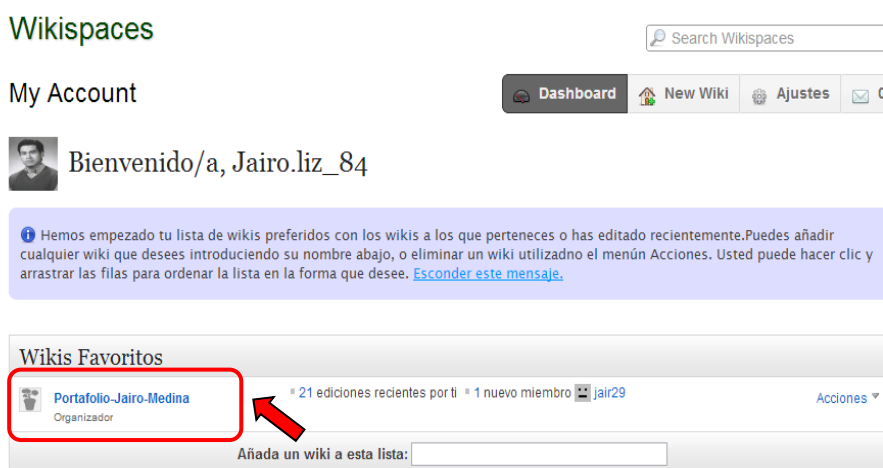 Wikispaces
Search Wikispaces
My Account
Dashboard New Wiki Ajustes
Bienvenido/a, Jairo.liz_84
Hemos empezado tu lista de wikis preferidos con los wikis a los que perteneces o has editado recientemente.Puedes añadir
cualquier wiki que desees introduciendo su nombre abajo, o eliminar un wiki utilizadno el menún Acciones. Usted puede hacer clic y
arrastrar las filas para ordenar la lista en la forma que desee. Esconder este mensaje.
Wikis Favoritos
Portafolio-Jairo-Medina 21 ediciones recientes por ti 1 nuevo miembro jair29 Acciones
Organizador
Añada un wiki a esta lista: